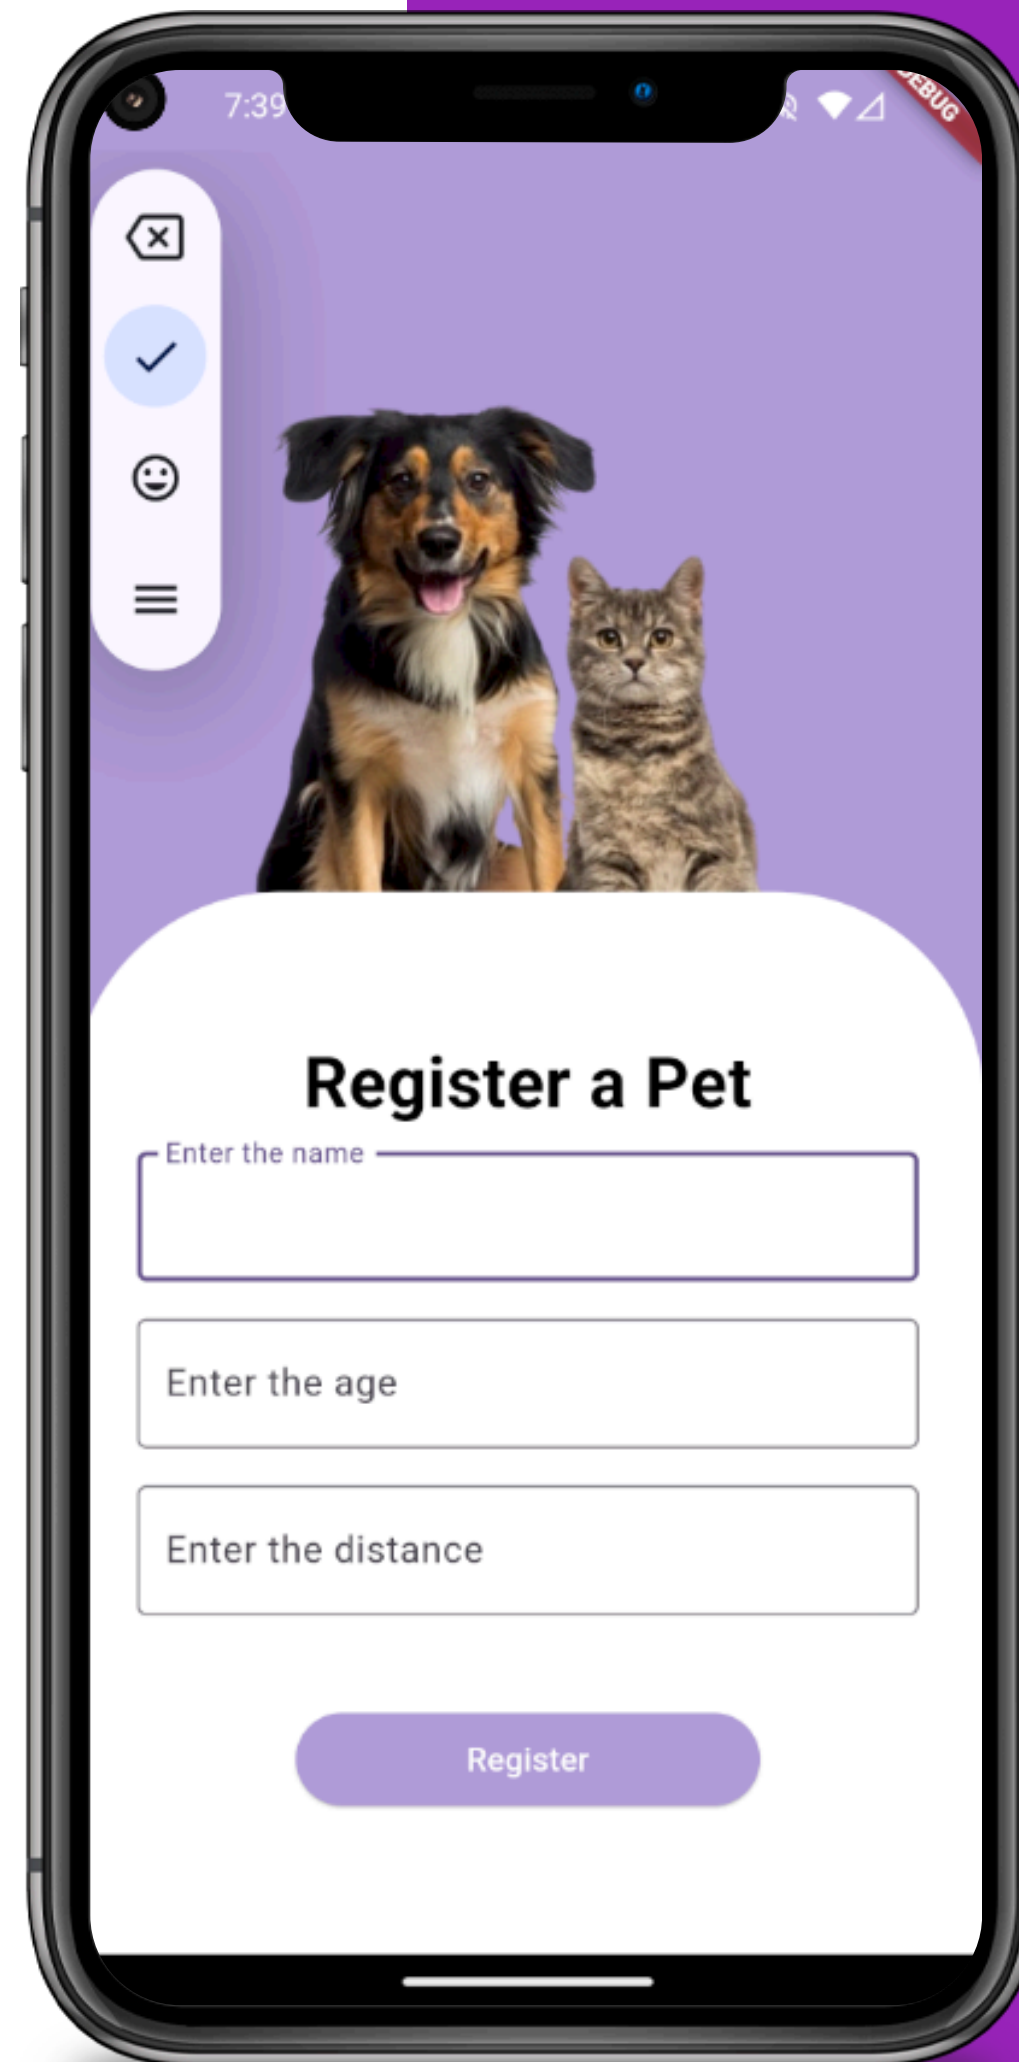 7:39
DEBUG
Register a Pet
Enter the name
Enter the age
Enter the distance
Register